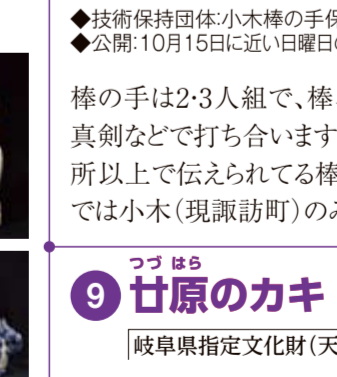 ◆技術保持団体:小木棒の手保
◆公開:10月15日に近い日曜日の
棒の手は2・3人組で、棒
真剣などで打ち合います
所以上で伝えられてる棒
では小木(現諏訪町)のみ
つづ はら
9 廿原のカキ
岐阜県指定文化財(天